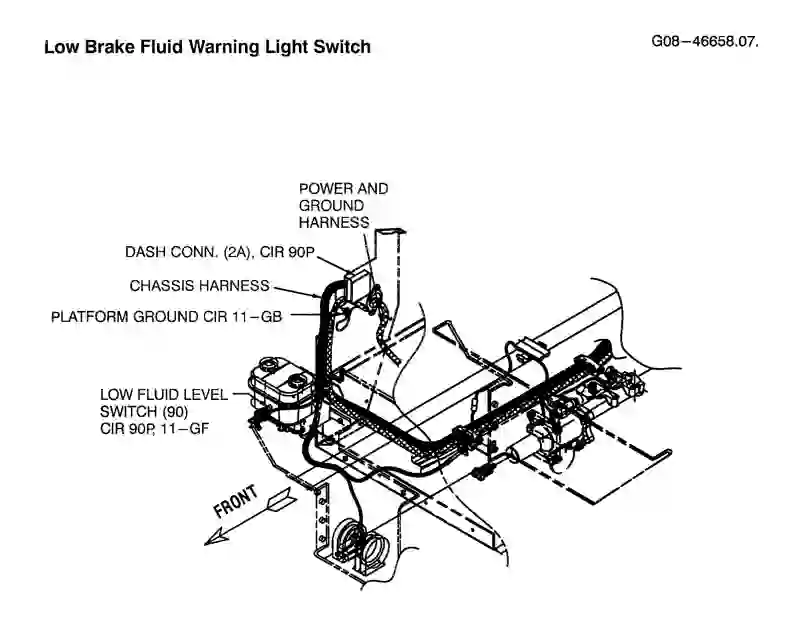 Low Brake Fluid Warning Light Switch
G08-46658.07.
POWER AND
GROUND
HARNESS
DASH CONN. (2A), CIR 90P
CHASSIS HARNESS
PLATFORM GROUND CIR 11-GB
LOW FLUID LEVEL
SWITCH (90)
CIR 90P, 11-GF
FRONT